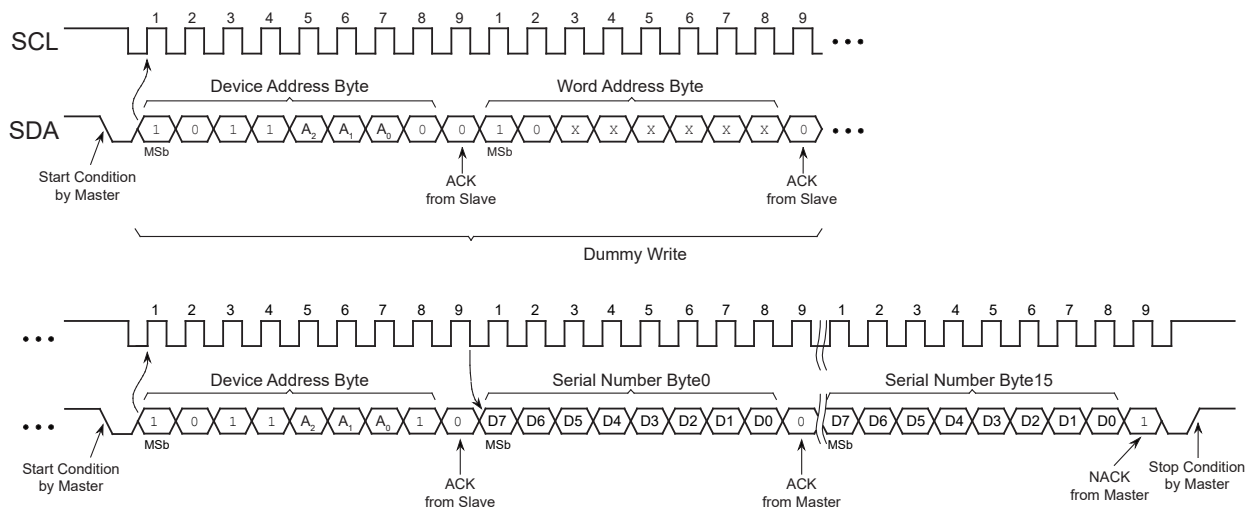 1 2 3 4 5 6 7 8 9 1 2 3 4 5 6 7 8 9
SCL
Device Address Byte Word Address Byte
SDA 1 0 1 1 A2 A1 A0 0 0 1 0 X X X X X X 0
MSb MSb
Start Condition
by Master
ACK
from Slave
ACK
from Slave
Dummy Write
1 2 3 4 5 6 7 8 9 1 2 3 4 5 6 7 8 9 1 2 3 4 5 6 7 8 9
Device Address Byte Serial Number Byte0 Serial Number Byte15
1 0 1 1 A2 A1 A0 1 0 D7 D6 D5 D4 D3 D2 D1 D0 0 D7 D6 D5 D4 D3 D2 D1 D0 1
MSb MSb MSb
Start Condition
by Master
ACK
from Slave
ACK
from Master
NACK
from Master
Stop Condition
by Master